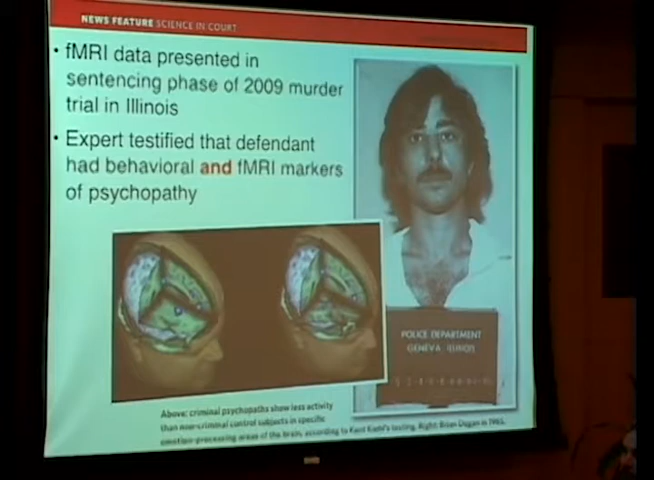 NEWS FEATURE SCIENCE IN COURT
• fMRI data presented in
sentencing phase of 2009 murder
trial in Illinois
• Expert testified that defendant
had behavioral and fMRI markers
of psychopathy
POLICE DEPARTMENT
GENEVA, ILLINOIS
Above: criminal psychopaths show less activity
than non-criminal control subjects in specific
emotion-processing areas of the brain, according to Kent Kiehl's testing. Right: Brian Dugan in 1985.